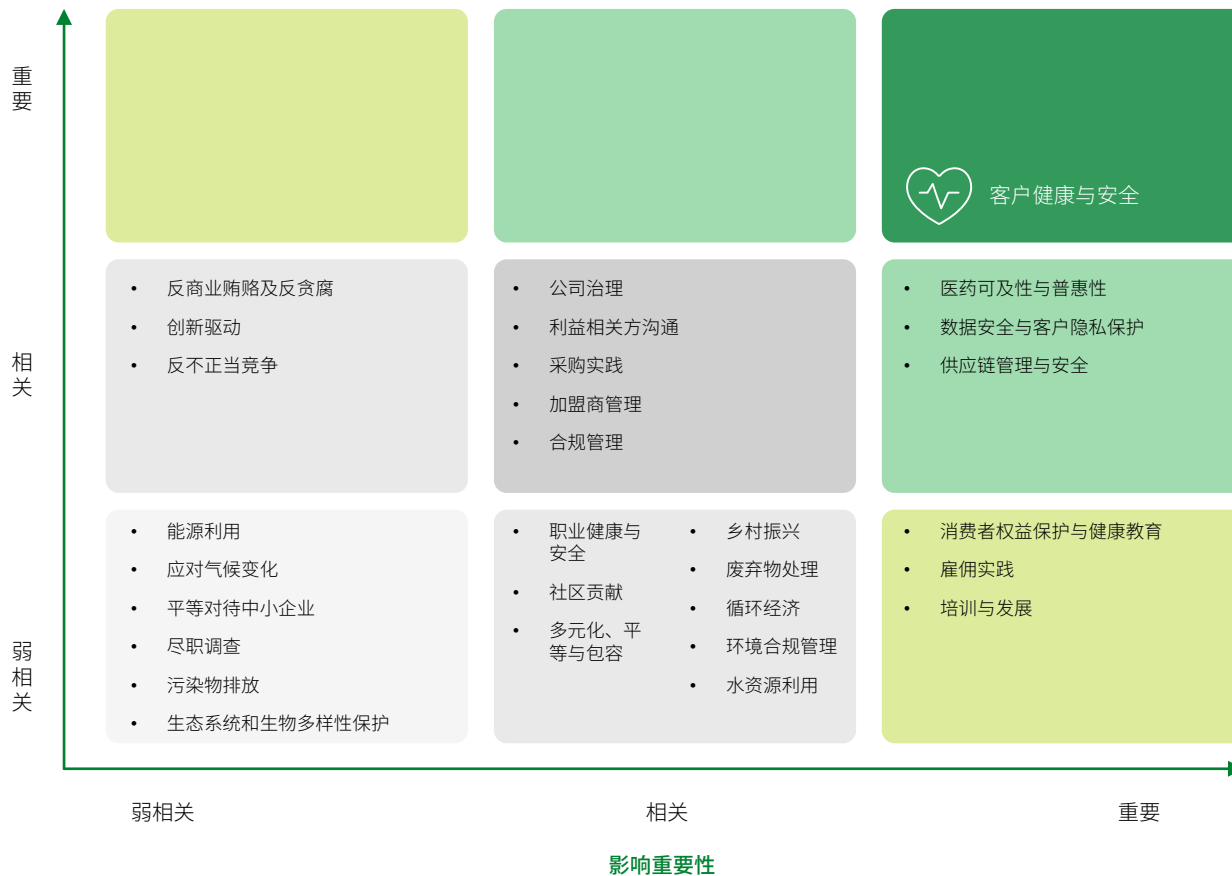 重
要
客户健康与安全
相
关
• 反商业贿赂及反贪腐
• 创新驱动
• 反不正当竞争
• 公司治理
• 利益相关方沟通
• 采购实践
• 加盟商管理
• 合规管理
• 医药可及性与普惠性
• 数据安全与客户隐私保护
• 供应链管理与安全
弱
相
关
• 能源利用
• 应对气候变化
• 平等对待中小企业
• 尽职调查
• 污染物排放
• 生态系统和生物多样性保护
• 职业健康与
安全
• 社区贡献
• 多元化、平
等与包容
• 乡村振兴
• 废弃物处理
• 循环经济
• 环境合规管理
• 水资源利用
• 消费者权益保护与健康教育
• 雇佣实践
• 培训与发展
弱相关
相关
重要
影响重要性